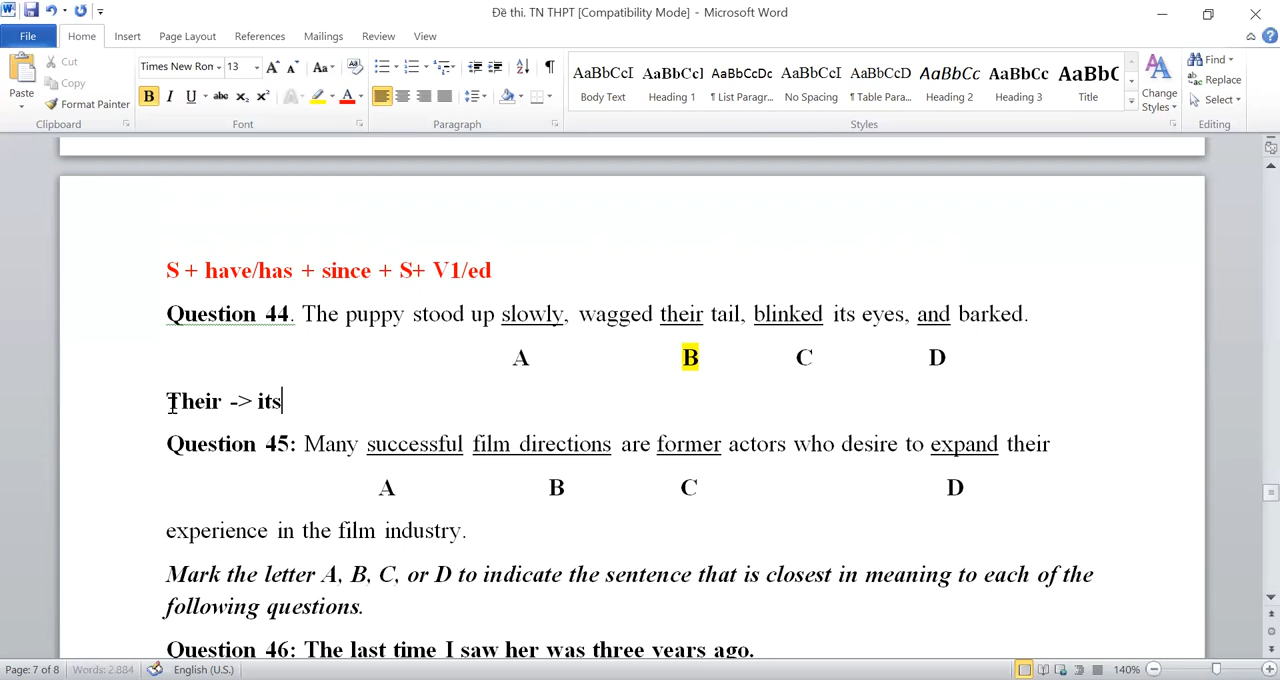 Đề thi. TN THPT [Compatibility Mode] - Microsoft Word
File Home Insert Page Layout References Mailings Review View
Paste
Cut
Copy
Format Painter
Clipboard
Times New Ron 13
Font
Paragraph
AaBbCcI AaBbCc] AaBbCcDc AaBbCcI AaBbCcD AaBbCc AaBbCc AaBbC
Body Text Heading 1 ¶ List Paragr... No Spacing ¶ Table Para... Heading 2 Heading 3 Title
Styles
Change Styles
Find
Replace
Select
Editing
S + have/has + since + S+ V1/ed
Question 44. The puppy stood up slowly, wagged their tail, blinked its eyes, and barked.
A B C D
Their -> its
Question 45: Many successful film directions are former actors who desire to expand their
A B C D
experience in the film industry.
Mark the letter A, B, C, or D to indicate the sentence that is closest in meaning to each of the
following questions.
Question 46: The last time I saw her was three years ago.
Page: 7 of 8 Words: 2.884 English (U.S.) 140%